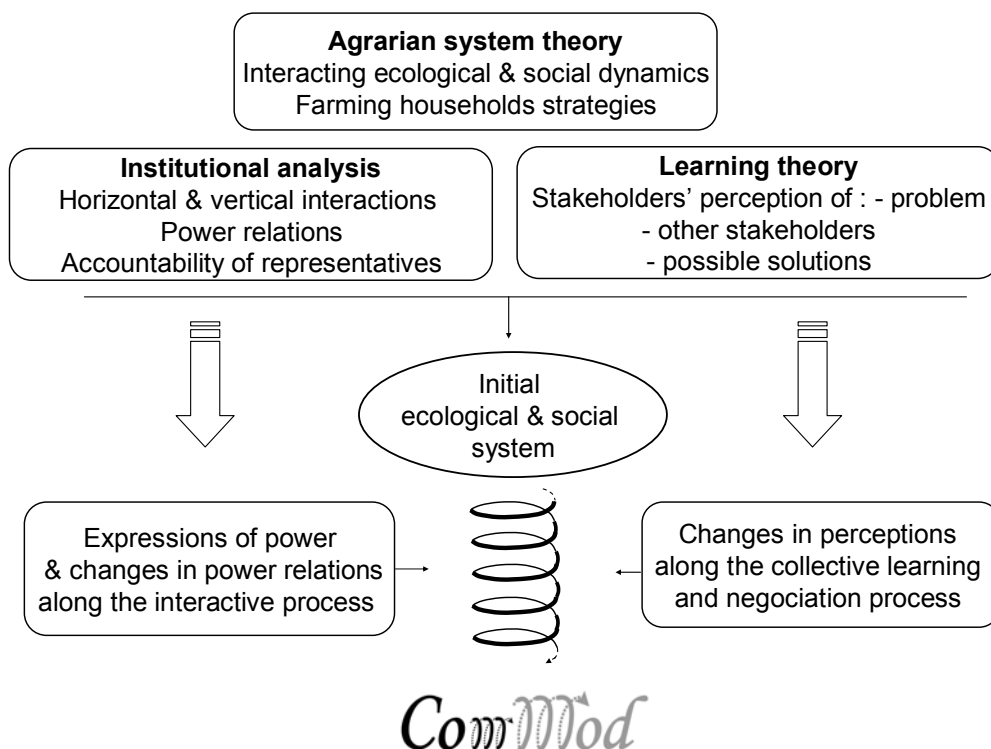 Agrarian system theory
Interacting ecological & social dynamics
Farming households strategies
Institutional analysis
Horizontal & vertical interactions
Power relations
Accountability of representatives
Learning theory
Stakeholders’ perception of : - problem
- other stakeholders
- possible solutions
Initial
ecological & social
system
Expressions of power
& changes in power relations
along the interactive process
Changes in perceptions
along the collective learning
and negociation process
ComMod